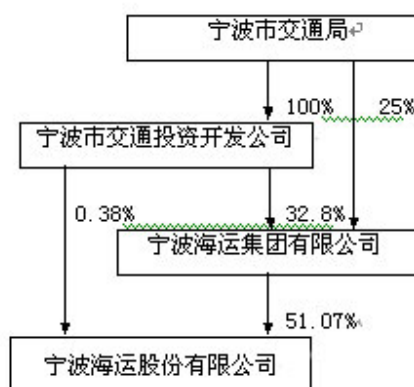 宁波市交通局
100% 25%
宁波市交通投资开发公司
0.38% 32.8%
宁波海运集团有限公司
51.07%
宁波海运股份有限公司